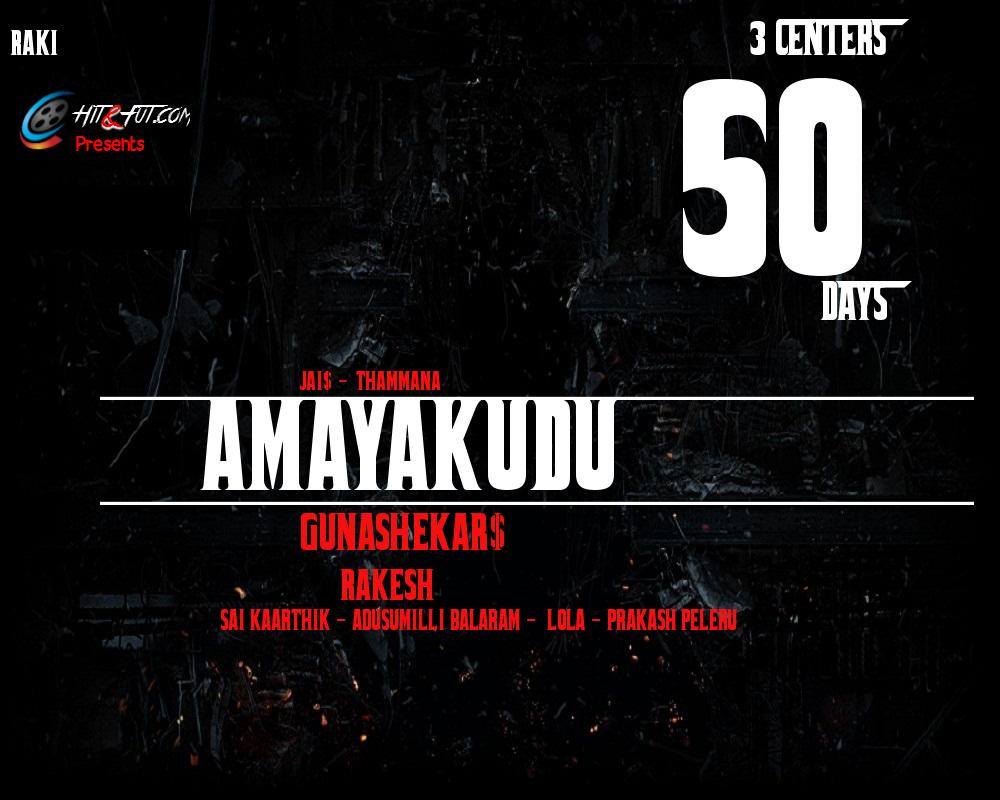 RAKI
3 CENTERS
50
DAYS
HIT&FUT.COM
Presents
JAI$ - THAMMANA
AMAYAKUDU
GUNASHEKAR$
RAKESH
SAI KAARTHIK - ADUSUMILLI BALARAM - LOLA - PRAKASH PELERU